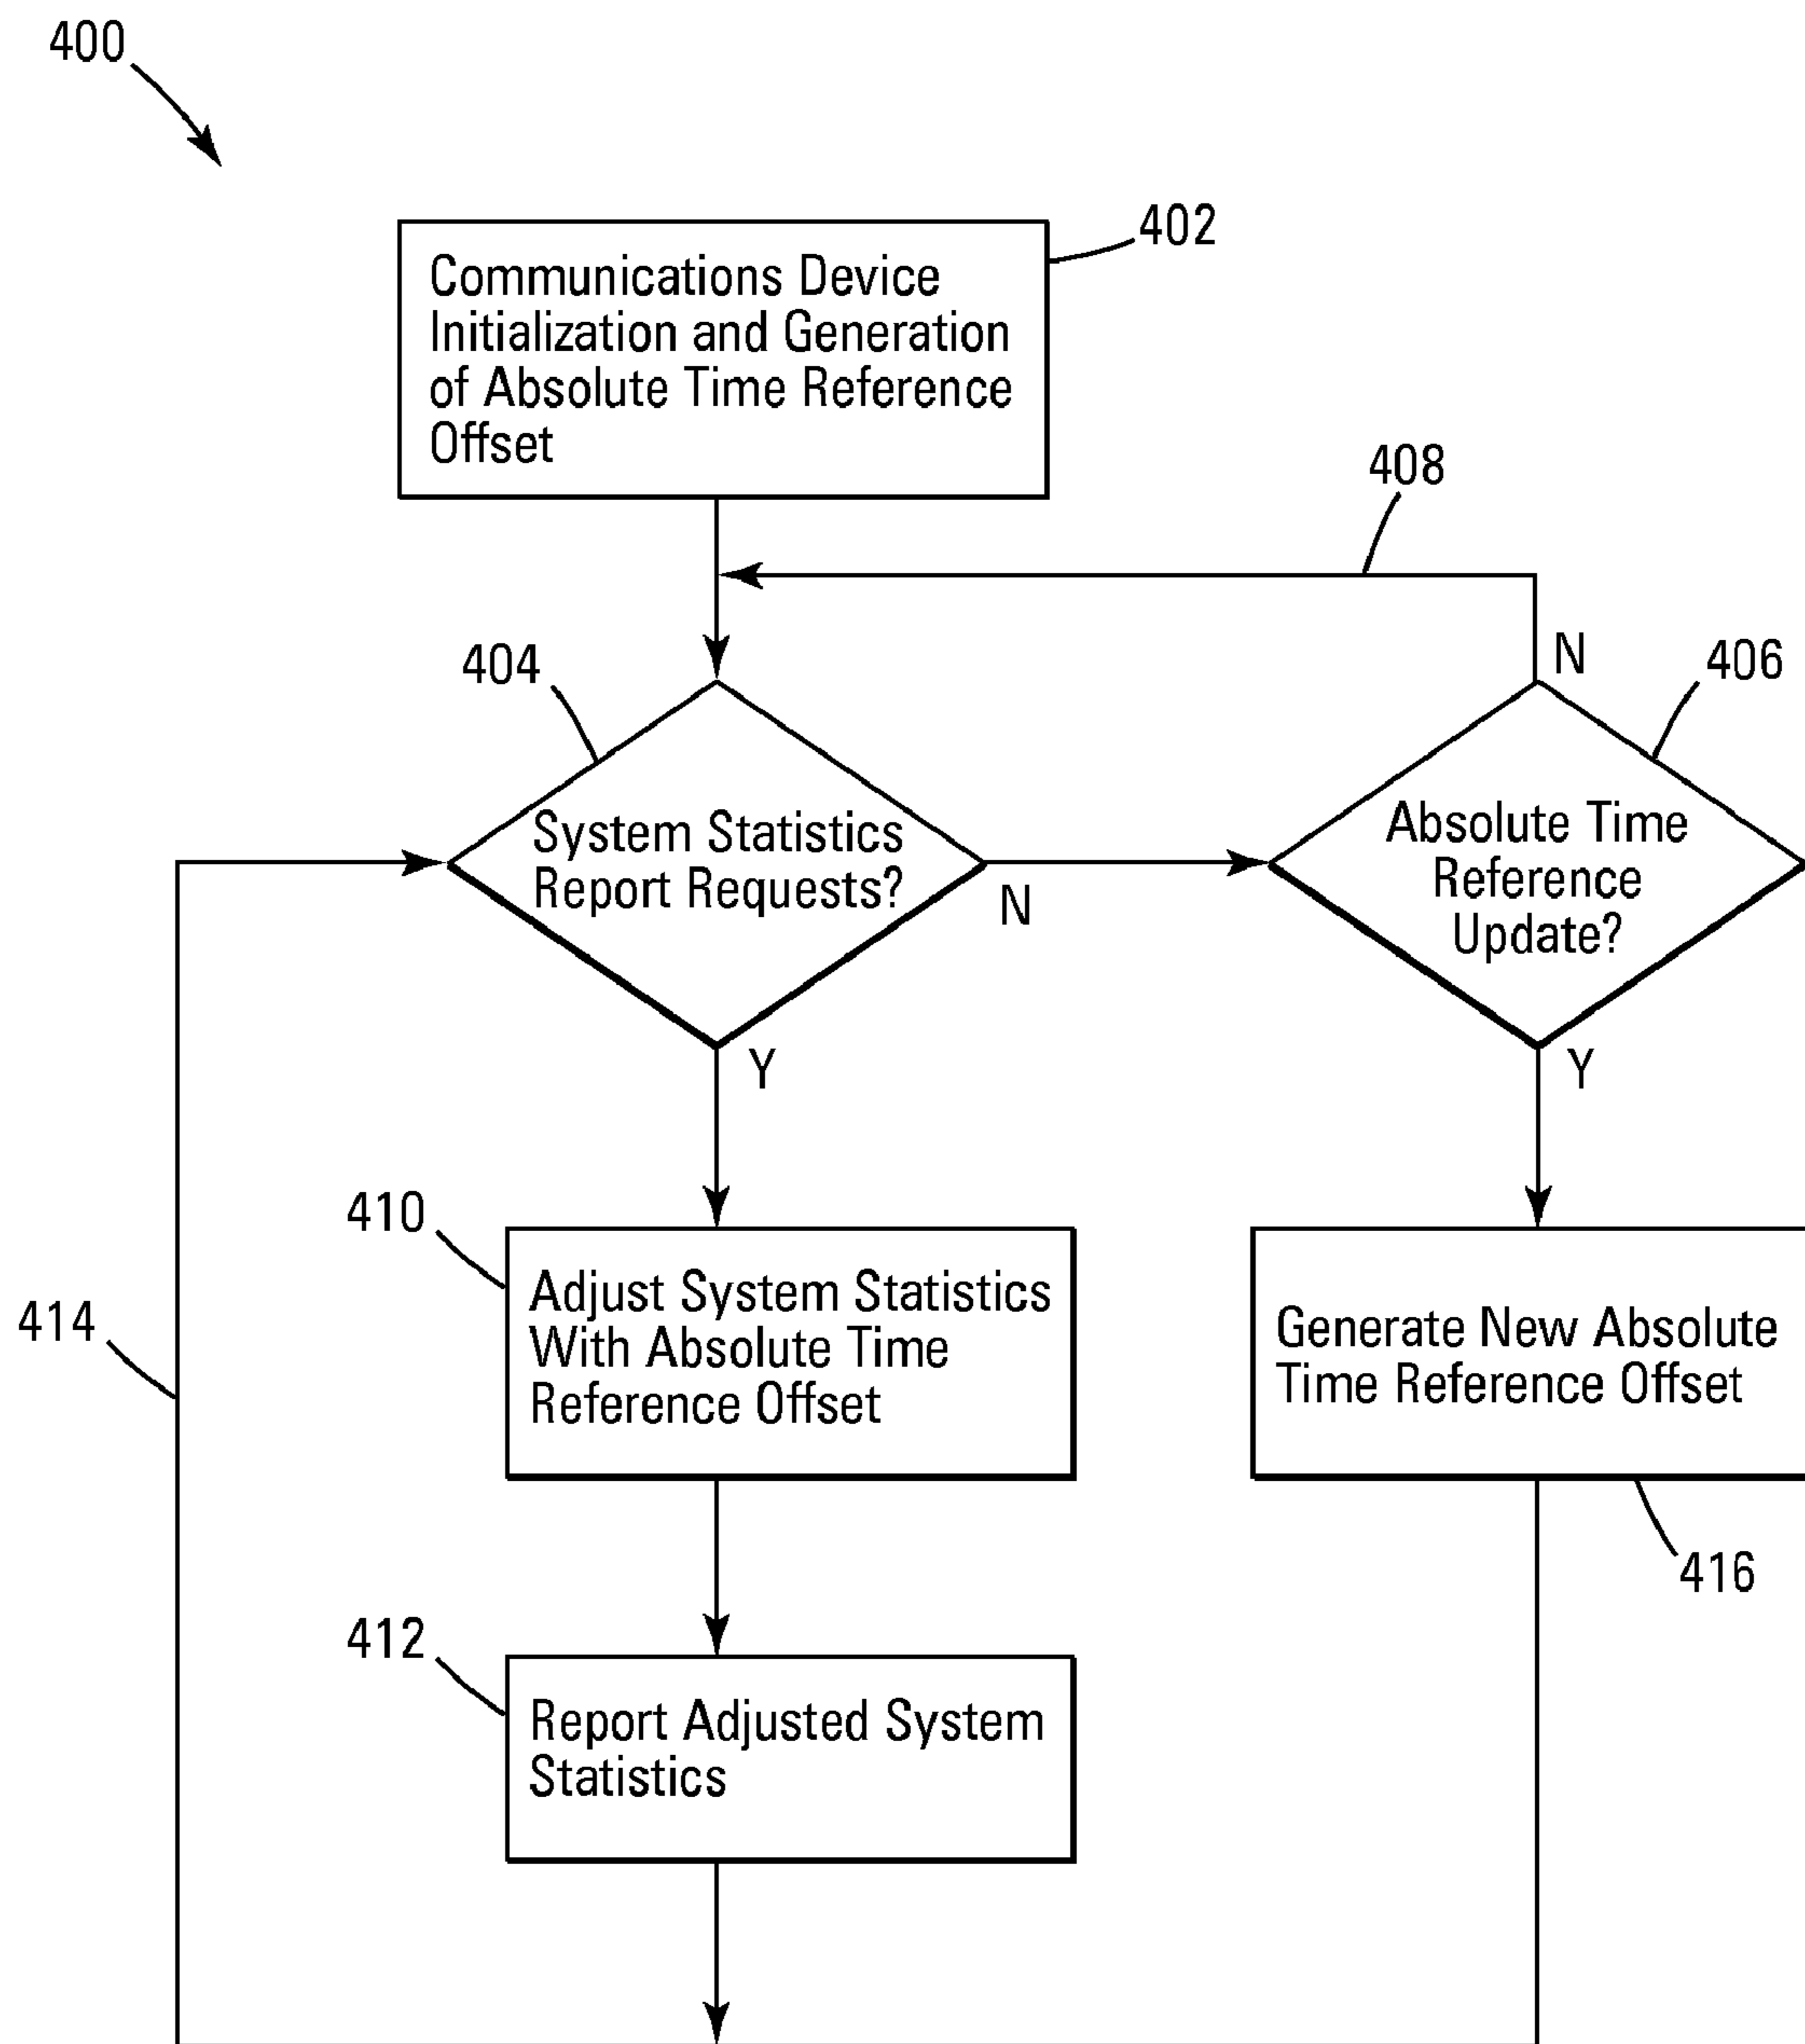 400
402
Communications Device
Initialization and Generation
of Absolute Time Reference
Offset
408
404
N
406
System Statistics
Report Requests?
N
Absolute Time
Reference
Update?
Y
Y
410
Adjust System Statistics
With Absolute Time
Reference Offset
414
Generate New Absolute
Time Reference Offset
416
412
Report Adjusted System
Statistics